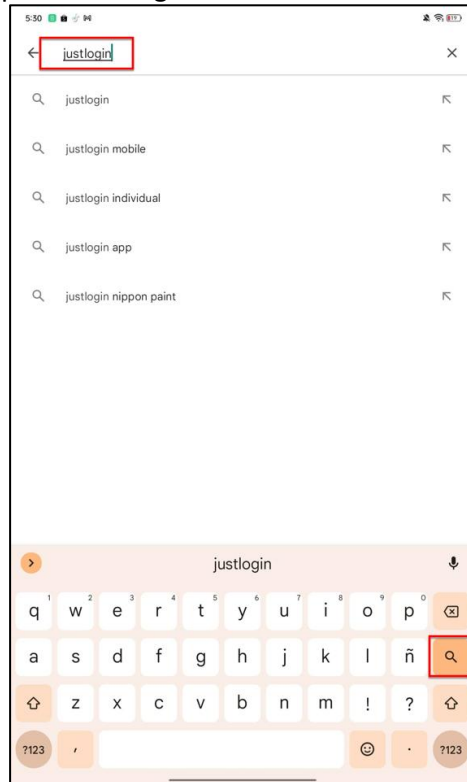 5:30
justlogin
justlogin
justlogin mobile
justlogin individual
justlogin app
justlogin nippon paint
justlogin
q 1 w 2 e 3 r 4 t 5 y 6 u 7 i 8 o 9 p 0
a s d f g h j k l ñ
z x c v b n m ! ?
?123 , . ?123